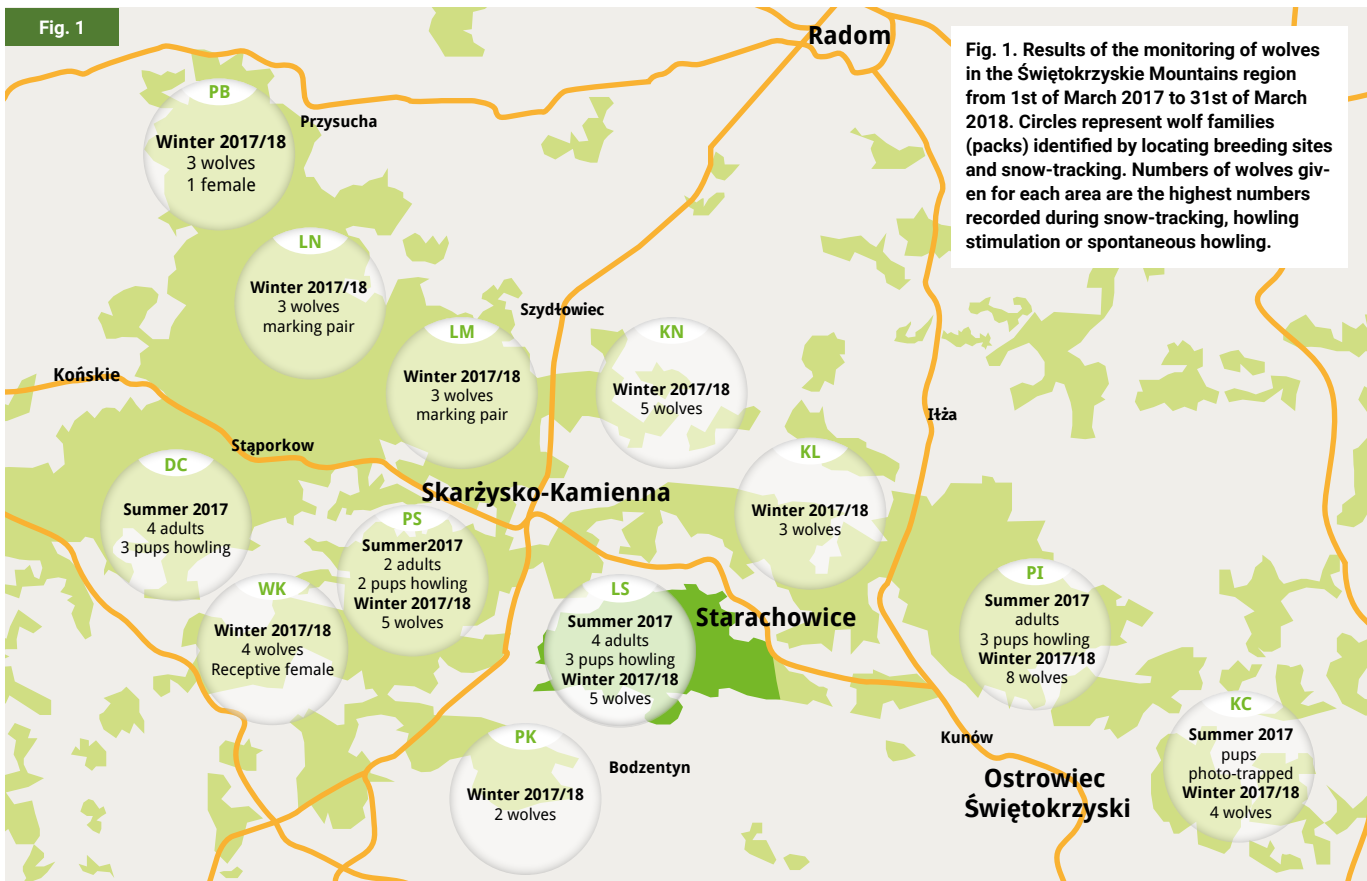 Fig. 1
Radom
Fig. 1. Results of the monitoring of wolves
in the Świętokrzyskie Mountains region
from 1st of March 2017 to 31st of March
2018. Circles represent wolf families
(packs) identified by locating breeding sites
and snow-tracking. Numbers of wolves giv-
en for each area are the highest numbers
recorded during snow-tracking, howling
stimulation or spontaneous howling.
PB
Winter 2017/18
3 wolves
1 female
Przysucha
LN
Winter 2017/18
3 wolves
marking pair
Szydłowiec
LM
Winter 2017/18
3 wolves
marking pair
KN
Winter 2017/18
5 wolves
Końskie
Iłża
Stąporkow
KL
Winter 2017/18
3 wolves
DC
Summer 2017
4 adults
3 pups howling
Skarżysko-Kamienna
PS
Summer2017
2 adults
2 pups howling
Winter 2017/18
5 wolves
WK
Winter 2017/18
4 wolves
Receptive female
LS
Summer 2017
4 adults
3 pups howling
Winter 2017/18
5 wolves
Starachowice
PI
Summer 2017
adults
3 pups howling
Winter 2017/18
8 wolves
KC
Summer 2017
pups
photo-trapped
Winter 2017/18
4 wolves
PK
Winter 2017/18
2 wolves
Bodzentyn
Kunów
Ostrowiec
Świętokrzyski